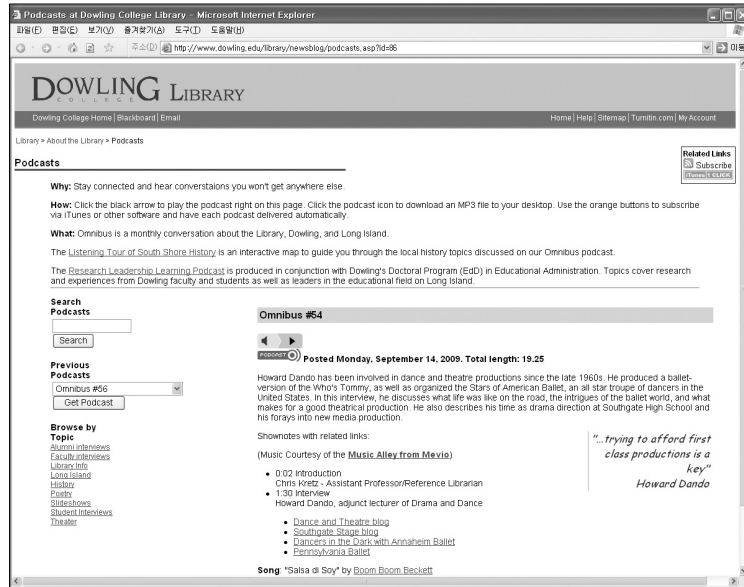 Podcasts at Dowling College Library - Microsoft Internet Explorer
파일(F) 편집(E) 보기(V) 즐겨찾기(A) 도구(T) 도움말(H)
주소(D) http://www.dowling.edu/library/newsblog/podcasts.asp?id=86 이동
DOWLING LIBRARY
COLLEGE
Dowling College Home | Blackboard | Email Home | Help | Sitemap | Turnitin.com | My Account
Library > About the Library > Podcasts
Related Links
Subscribe
iTunes 1 CLICK
Podcasts
Why: Stay connected and hear converstaions you won't get anywhere else.
How: Click the black arrow to play the podcast right on this page. Click the podcast icon to download an MP3 file to your desktop. Use the orange buttons to subscribe
via iTunes or other software and have each podcast delivered automatically.
What: Omnibus is a monthly conversation about the Library, Dowling, and Long Island.
The Listening Tour of South Shore History is an interactive map to guide you through the local history topics discussed on our Omnibus podcast.
The Research Leadership Learning Podcast is produced in conjunction with Dowling's Doctoral Program (EdD) in Educational Administration. Topics cover research
and experiences from Dowling faculty and students as well as leaders in the educational field on Long Island.
Search
Podcasts
Search
Previous
Podcasts
Omnibus #56
Get Podcast
Browse by
Topic
Alumni interviews
Faculty interviews
Library Info
Long Island
History
Poetry
Slideshows
Student Interviews
Theater
Omnibus #54
PODCAST Posted Monday, September 14, 2009. Total length: 19.25
Howard Dando has been involved in dance and theatre productions since the late 1960s. He produced a ballet-
version of the Who's Tommy, as well as organized the Stars of American Ballet, an all star troupe of dancers in the
United States. In this interview, he discusses what life was like on the road, the intrigues of the ballet world, and what
makes for a good theatrical production. He also describes his time as drama direction at Southgate High School and
his forays into new media production.
Shownotes with related links:
(Music Courtesy of the Music Alley from Mevio)
• 0:02 Introduction
Chris Kretz - Assistant Professor/Reference Librarian
• 1:30 Interview
Howard Dando, adjunct lecturer of Drama and Dance
• Dance and Theatre blog
• Southgate Stage blog
• Dancers in the Dark with Annaheim Ballet
• Pennsylvania Ballet
Song: "Salsa di Soy" by Boom Boom Beckett
"...trying to afford first
class productions is a
key"
Howard Dando